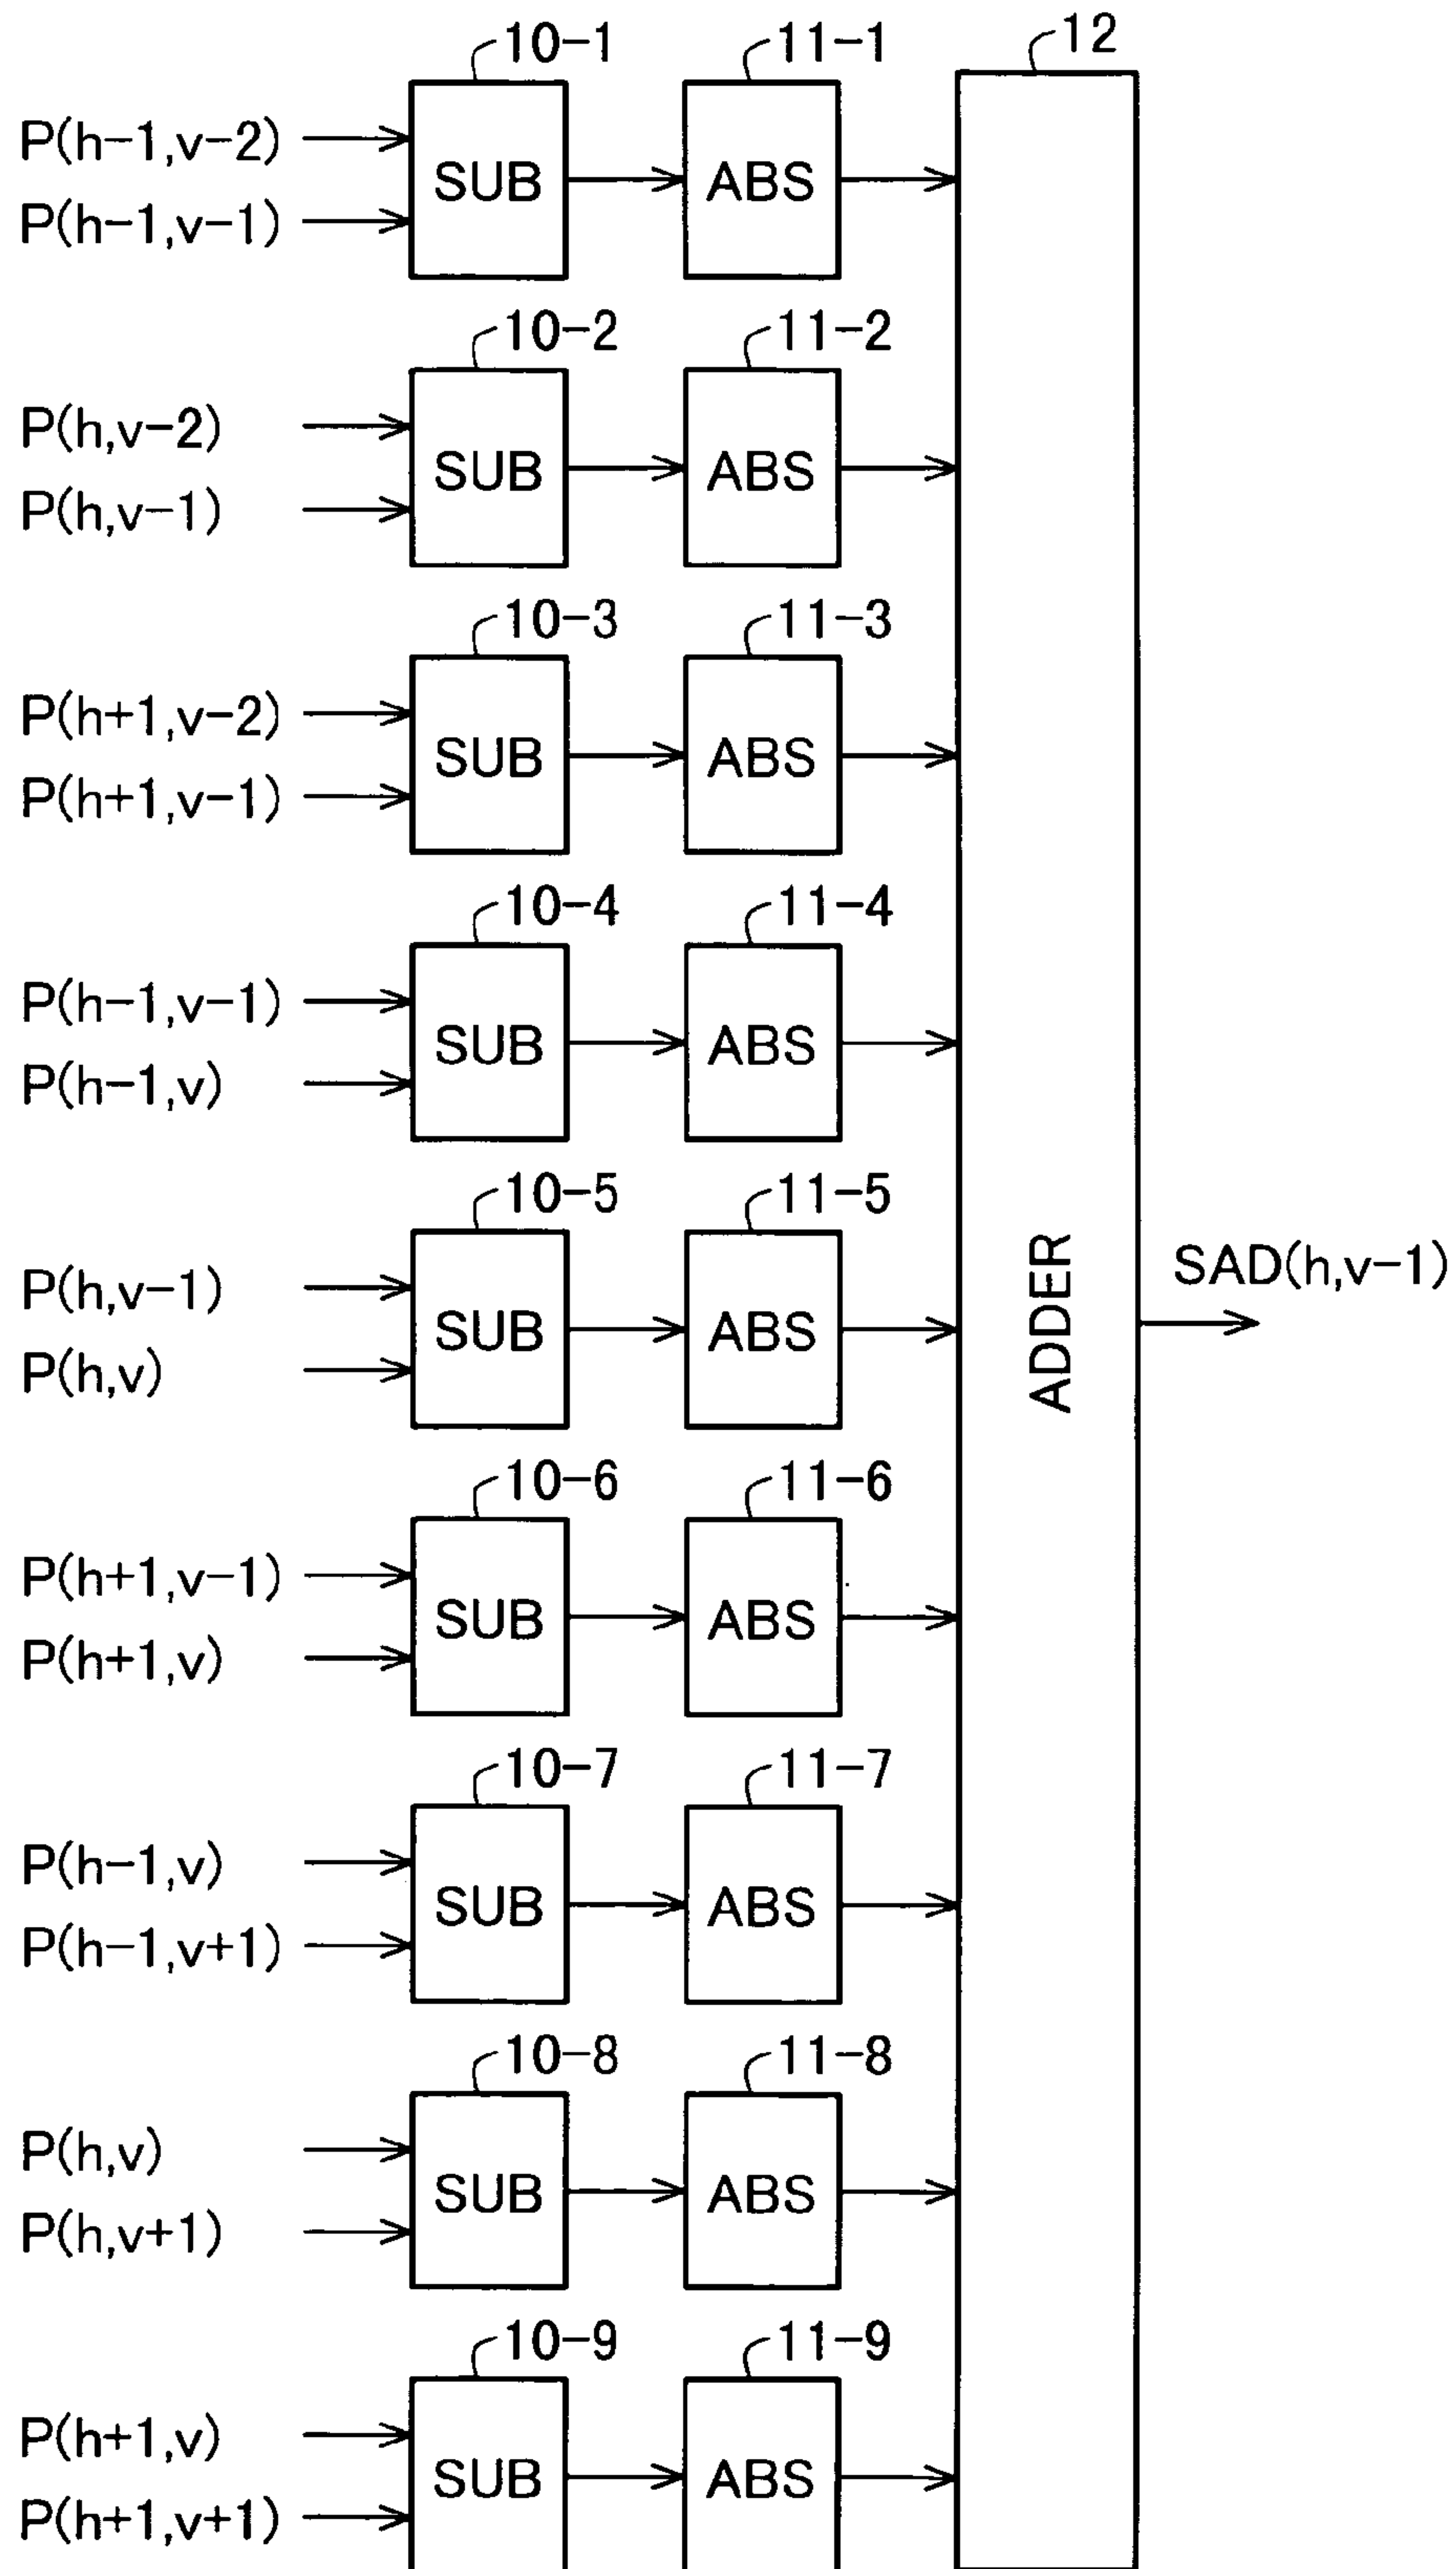 10-1 11-1 12
P(h-1,v-2)
SUB ABS
P(h-1,v-1)
10-2 11-2
P(h,v-2)
SUB ABS
P(h,v-1)
10-3 11-3
P(h+1,v-2)
SUB ABS
P(h+1,v-1)
10-4 11-4
P(h-1,v-1)
SUB ABS
P(h-1,v)
10-5 11-5
P(h,v-1)
SUB ABS
P(h,v)
ADDER
SAD(h,v-1)
10-6 11-6
P(h+1,v-1)
SUB ABS
P(h+1,v)
10-7 11-7
P(h-1,v)
SUB ABS
P(h-1,v+1)
10-8 11-8
P(h,v)
SUB ABS
P(h,v+1)
10-9 11-9
P(h+1,v)
SUB ABS
P(h+1,v+1)